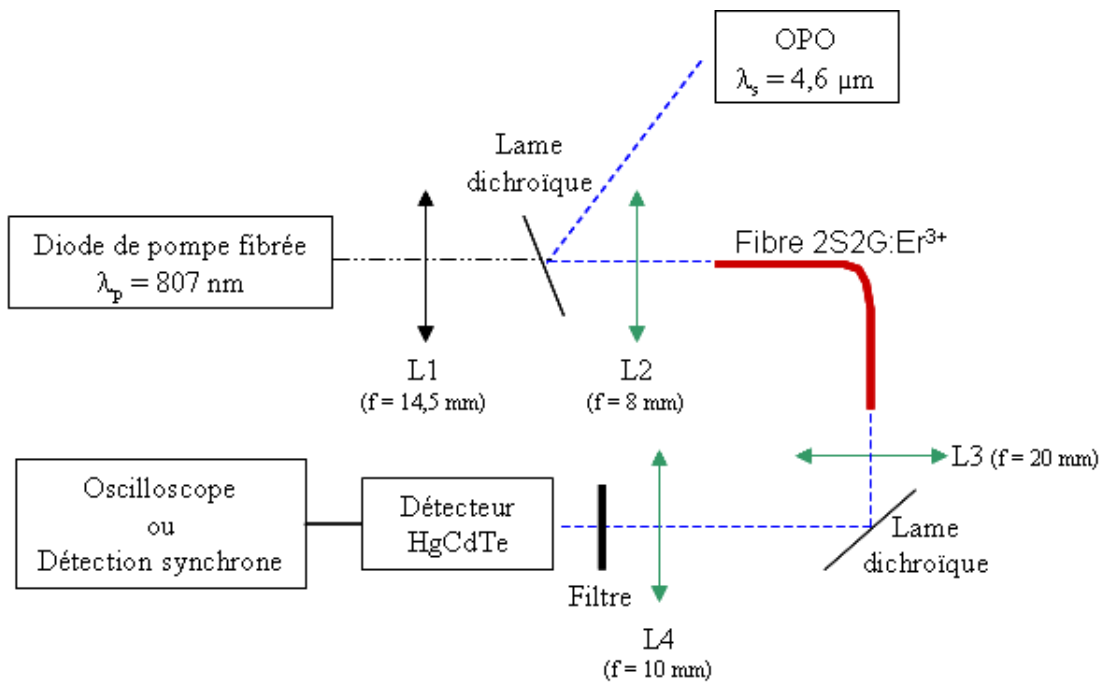 OPO
λs = 4,6 µm
Lame
dichroïque
Diode de pompe fibrée
λp = 807 nm
Fibre 2S2G:Er³⁺
L1
(f = 14,5 mm)
L2
(f = 8 mm)
L3 (f = 20 mm)
Oscilloscope
ou
Détection synchrone
Détecteur
HgCdTe
Lame
dichroïque
Filtre
L4
(f = 10 mm)